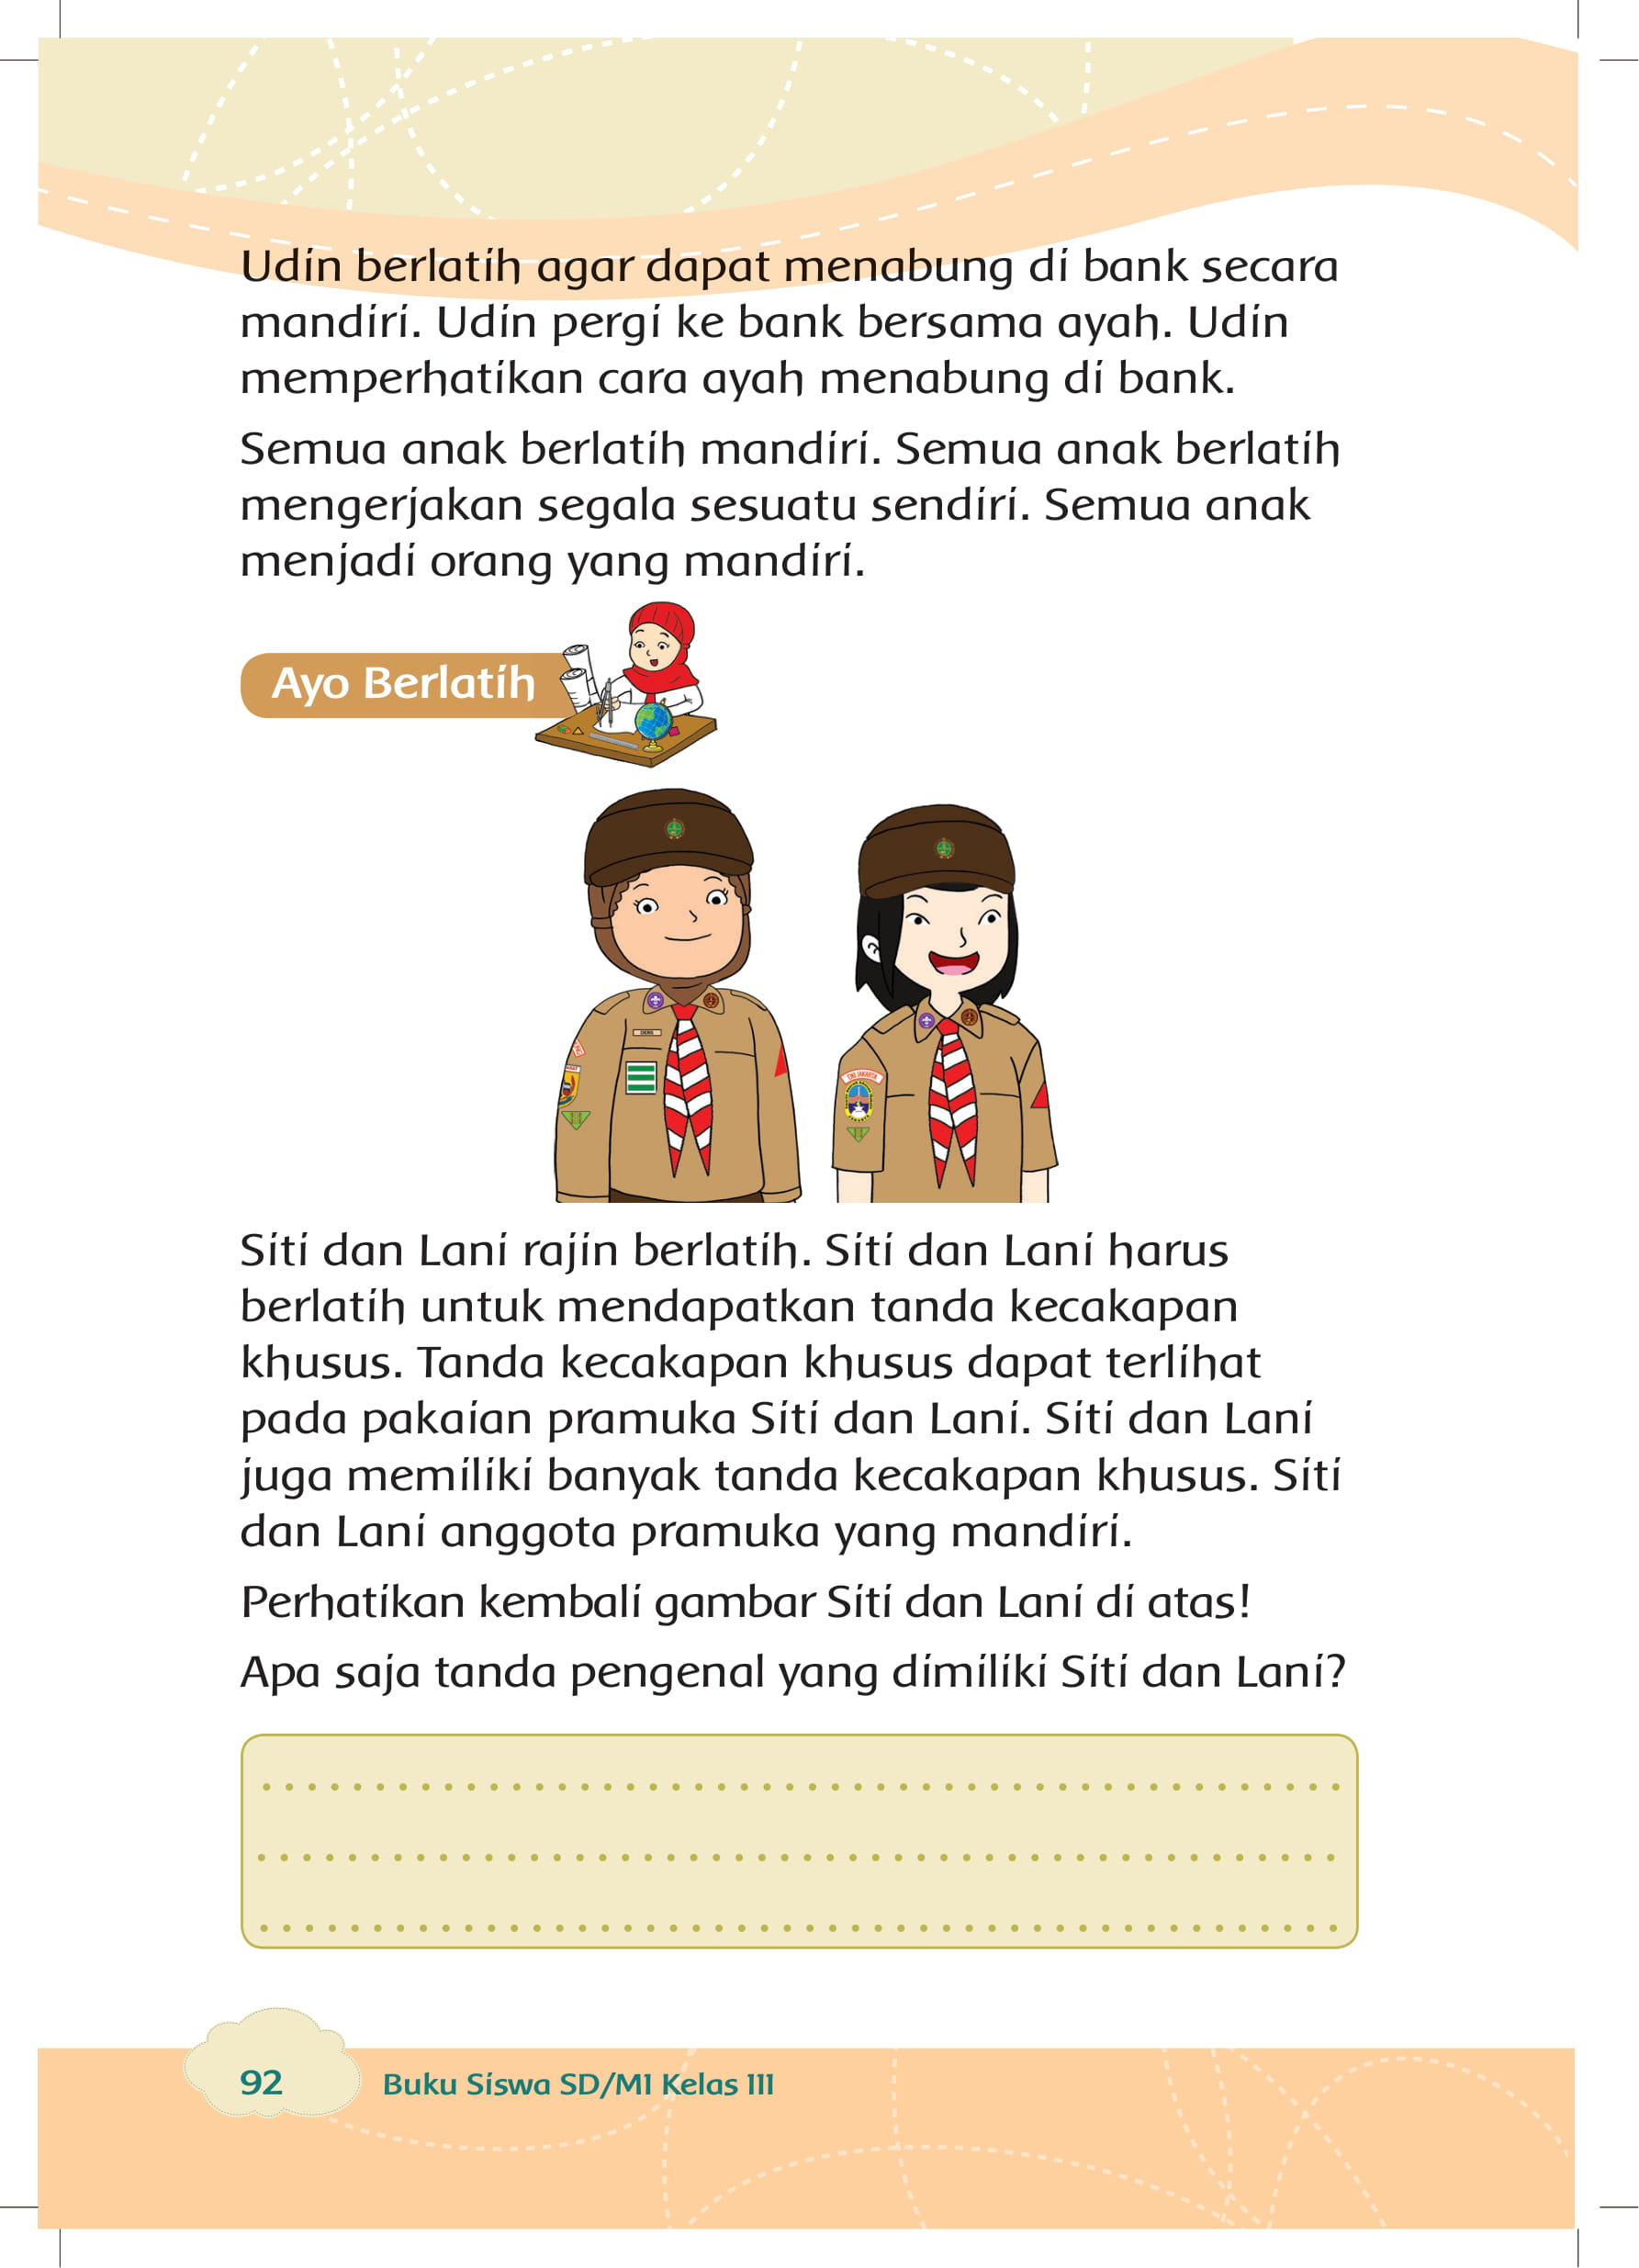 Udin berlatih agar dapat menabung di bank secara
mandiri. Udin pergi ke bank bersama ayah. Udin
memperhatikan cara ayah menabung di bank.
Semua anak berlatih mandiri. Semua anak berlatih
mengerjakan segala sesuatu sendiri. Semua anak
menjadi orang yang mandiri.
Ayo Berlatih
DKI JAKARTA
Siti dan Lani rajin berlatih. Siti dan Lani harus
berlatih untuk mendapatkan tanda kecakapan
khusus. Tanda kecakapan khusus dapat terlihat
pada pakaian pramuka Siti dan Lani. Siti dan Lani
juga memiliki banyak tanda kecakapan khusus. Siti
dan Lani anggota pramuka yang mandiri.
Perhatikan kembali gambar Siti dan Lani di atas!
Apa saja tanda pengenal yang dimiliki Siti dan Lani?
92
Buku Siswa SD/MI Kelas III